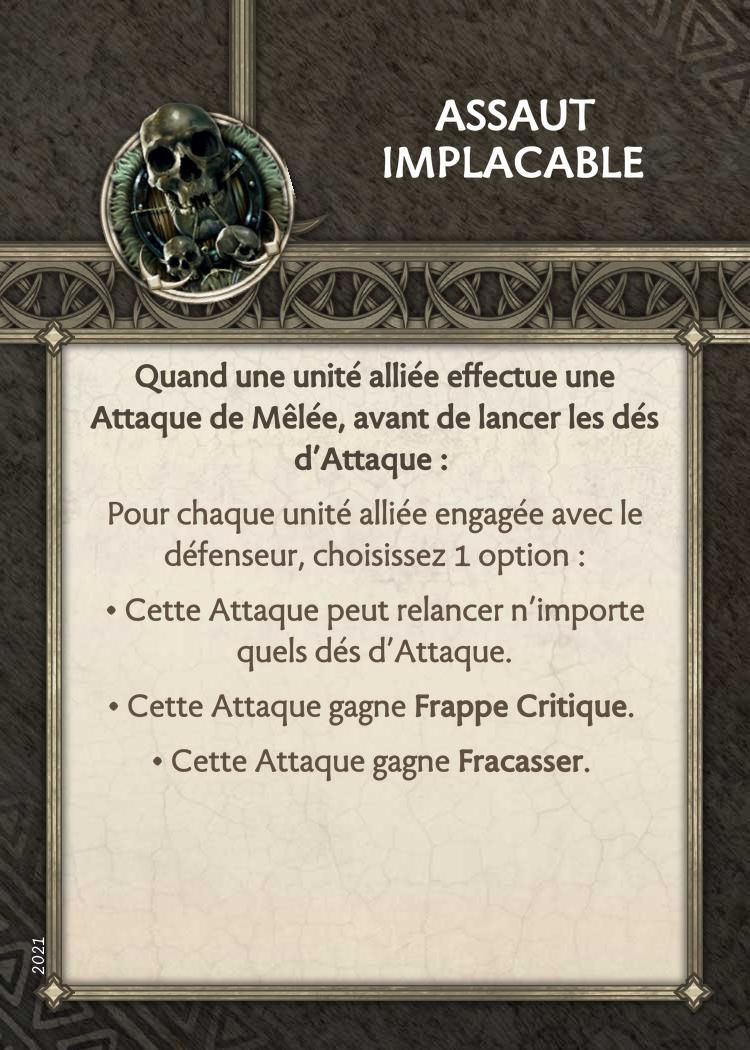 ASSAUT
IMPLACABLE
Quand une unité alliée effectue une
Attaque de Mêlée, avant de lancer les dés
d'Attaque :
Pour chaque unité alliée engagée avec le
défenseur, choisissez 1 option :
• Cette Attaque peut relancer n'importe
quels dés d'Attaque.
• Cette Attaque gagne Frappe Critique.
• Cette Attaque gagne Fracasser.
2021